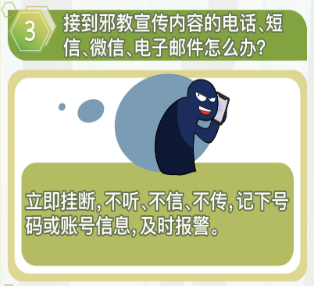 3
接到邪教宣传内容的电话、短
信、微信、电子邮件怎么办?
立即挂断,不听、不信、不传,记下号
码或账号信息,及时报警。